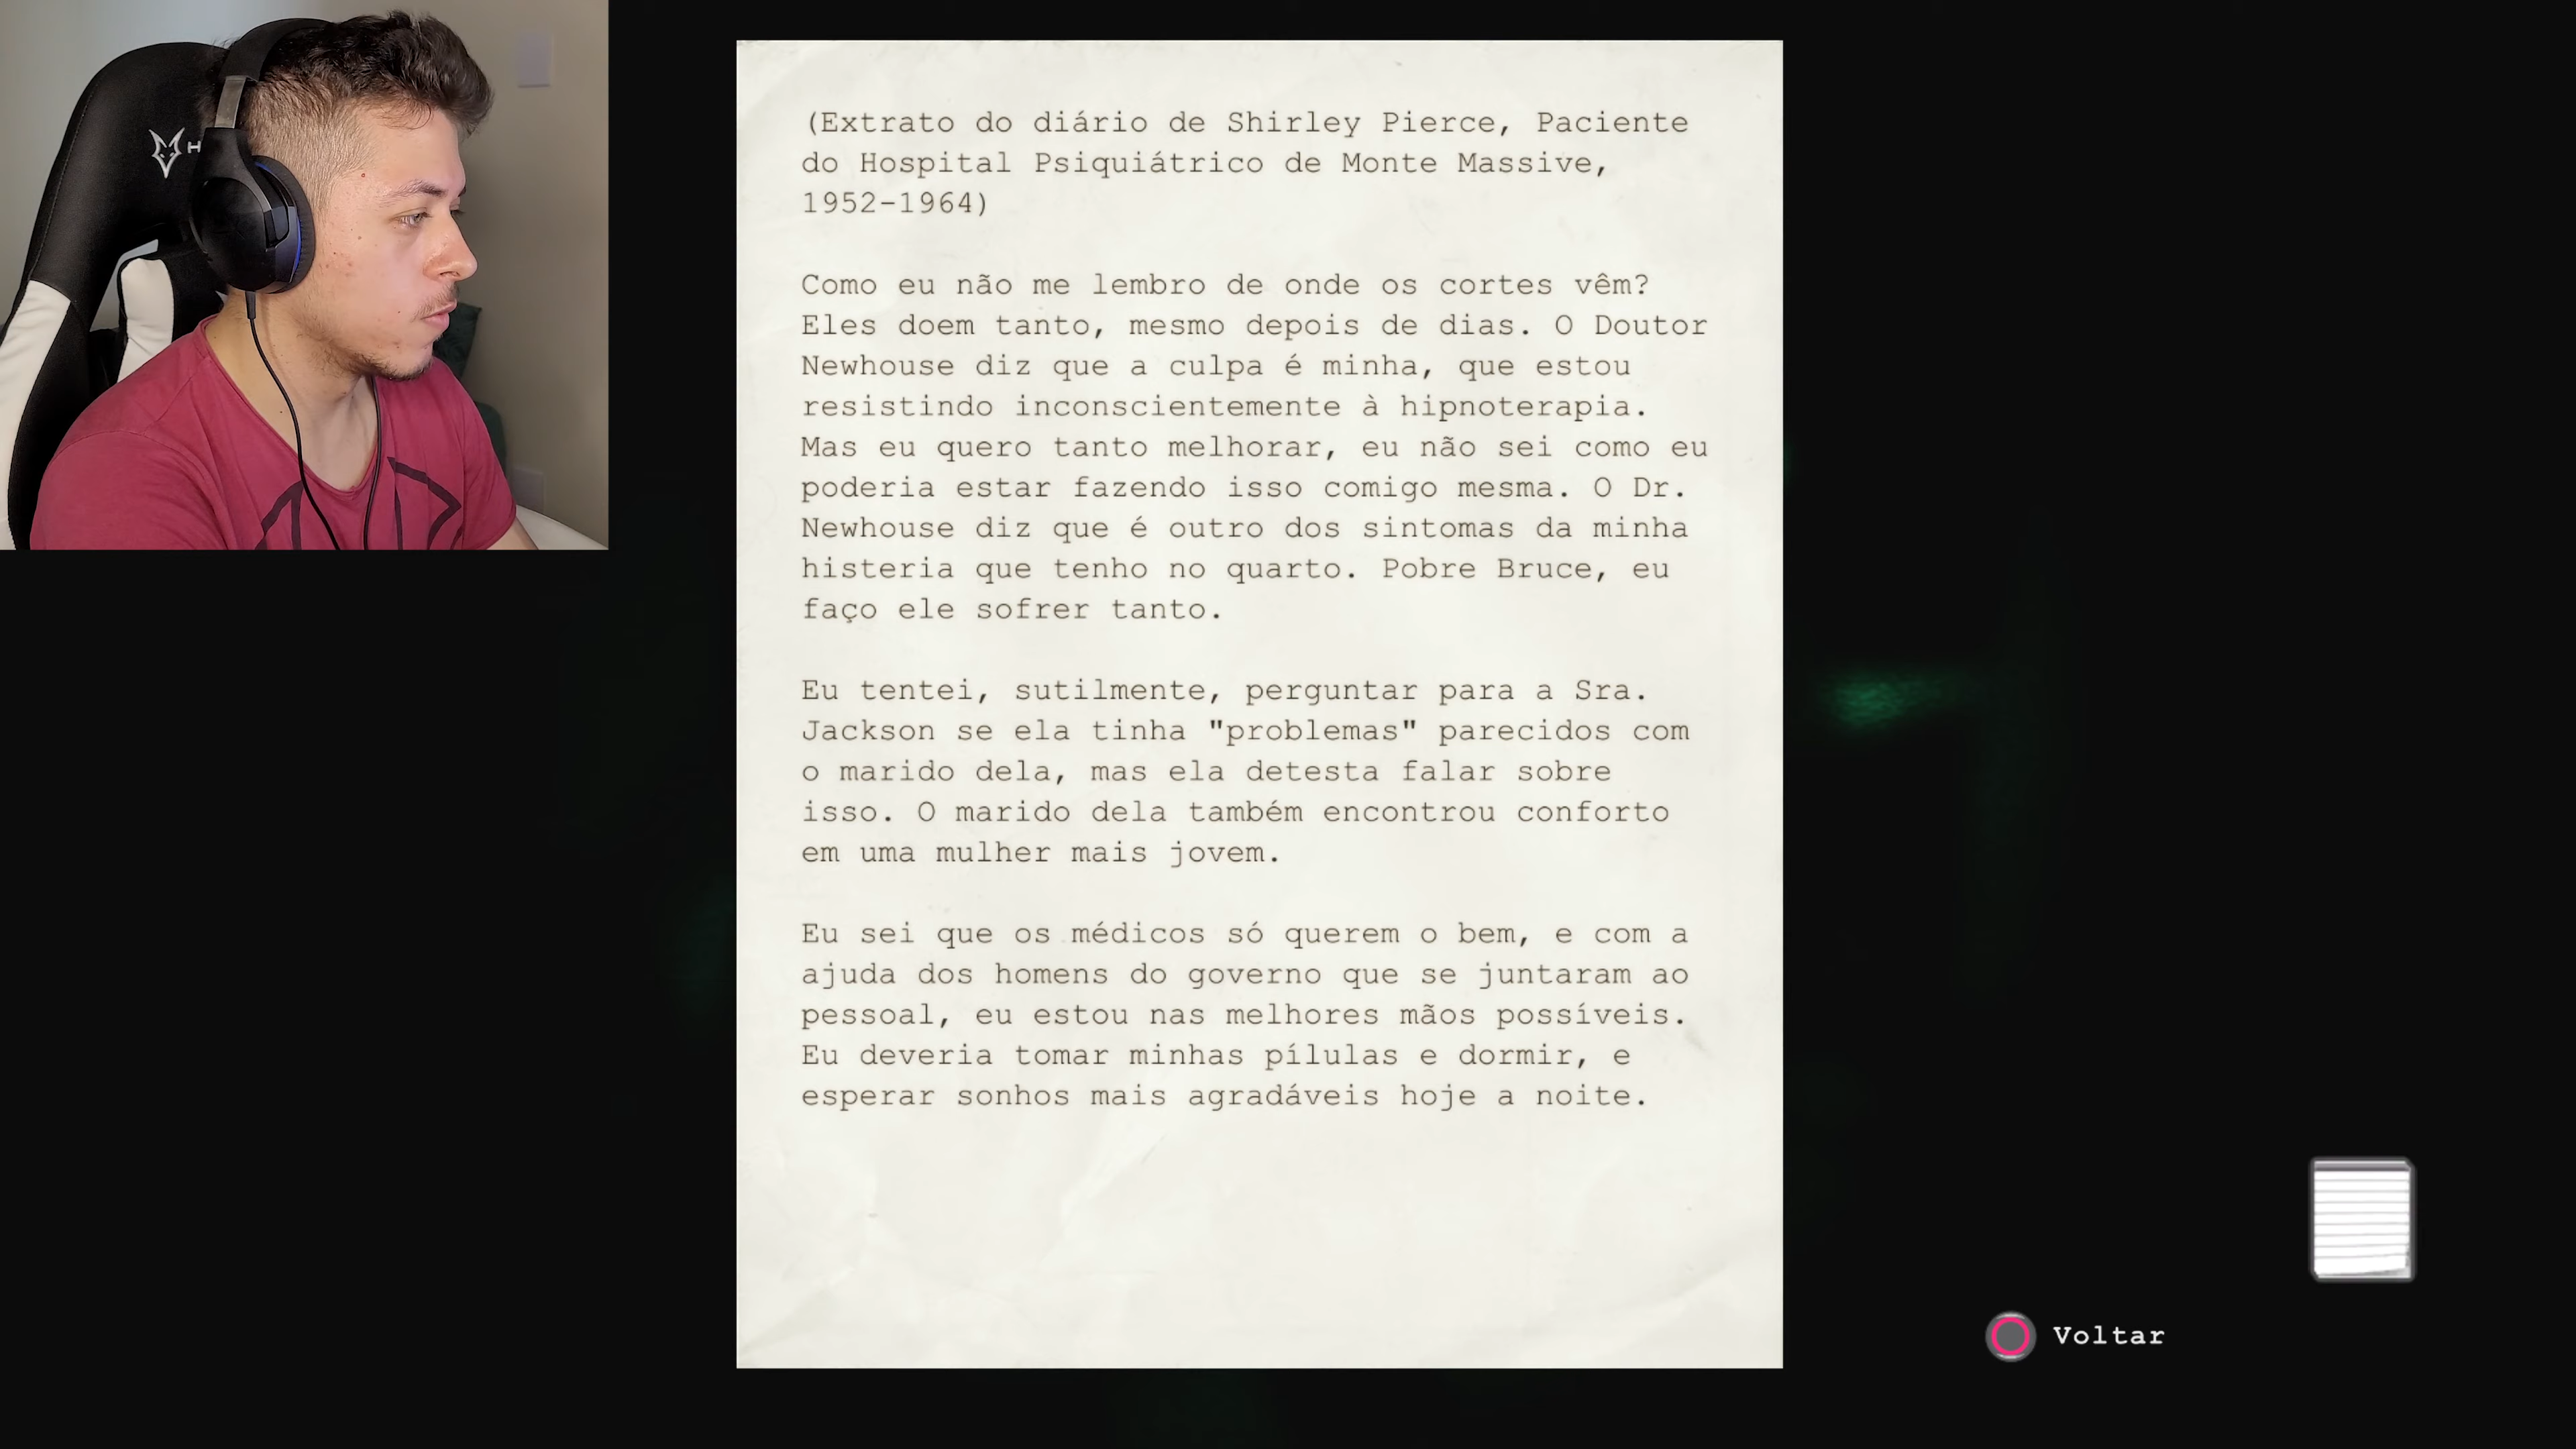 H
(Extrato do diário de Shirley Pierce, Paciente
do Hospital Psiquiátrico de Monte Massive,
1952-1964)
Como eu não me lembro de onde os cortes vêm?
Eles doem tanto, mesmo depois de dias. O Doutor
Newhouse diz que a culpa é minha, que estou
resistindo inconscientemente à hipnoterapia.
Mas eu quero tanto melhorar, eu não sei como eu
poderia estar fazendo isso comigo mesma. O Dr.
Newhouse diz que é outro dos sintomas da minha
histeria que tenho no quarto. Pobre Bruce, eu
faço ele sofrer tanto.
Eu tentei, sutilmente, perguntar para a Sra.
Jackson se ela tinha "problemas" parecidos com
o marido dela, mas ela detesta falar sobre
isso. O marido dela também encontrou conforto
em uma mulher mais jovem.
Eu sei que os médicos só querem o bem, e com a
ajuda dos homens do governo que se juntaram ao
pessoal, eu estou nas melhores mãos possíveis.
Eu deveria tomar minhas pílulas e dormir, e
esperar sonhos mais agradáveis hoje a noite.
Voltar